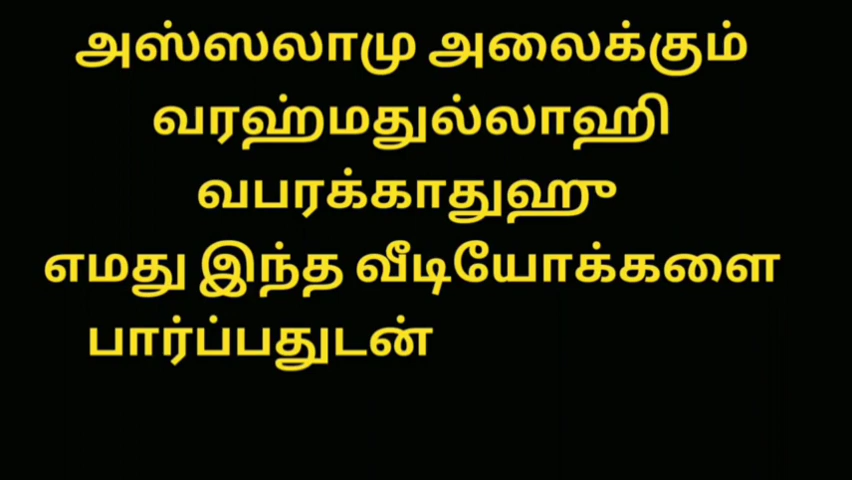 அஸ்ஸலாமு அலைக்கும்
வரஹ்மதுல்லாஹி
வபரக்காதுஹு
எமது இந்த வீடியோக்களை
பார்ப்பதுடன்